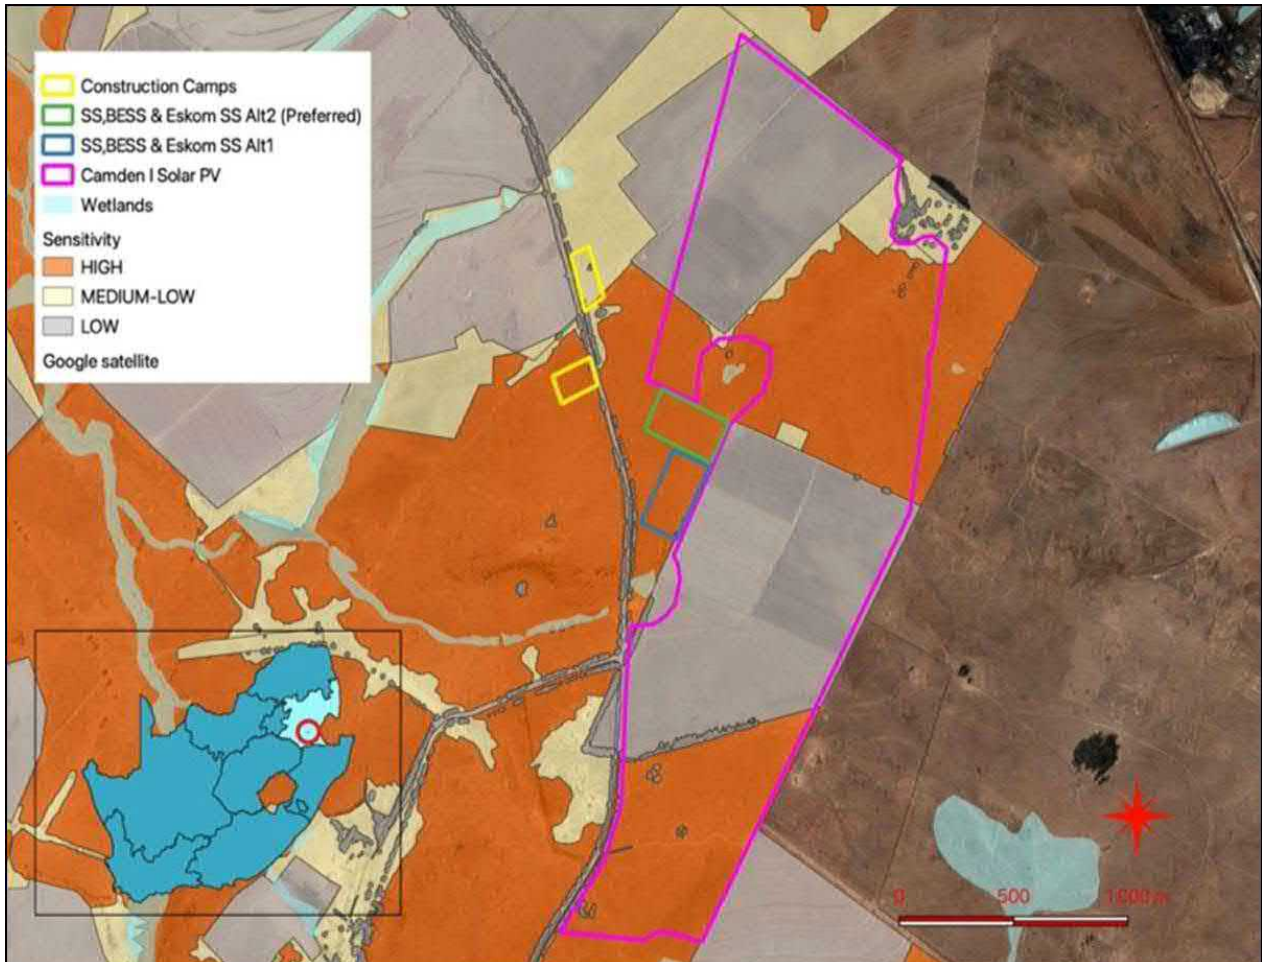 Construction Camps
SS,BESS & Eskom SS Alt2 (Preferred)
SS,BESS & Eskom SS Alt1
Camden I Solar PV
Wetlands
Sensitivity
HIGH
MEDIUM-LOW
LOW
Google satellite
0 500 1000 m